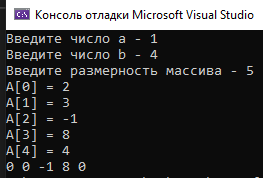 Консоль отладки Microsoft Visual Studio
Введите число a - 1
Введите число b - 4
Введите размерность массива - 5
A[0] = 2
A[1] = 3
A[2] = -1
A[3] = 8
A[4] = 4
0 0 -1 8 0